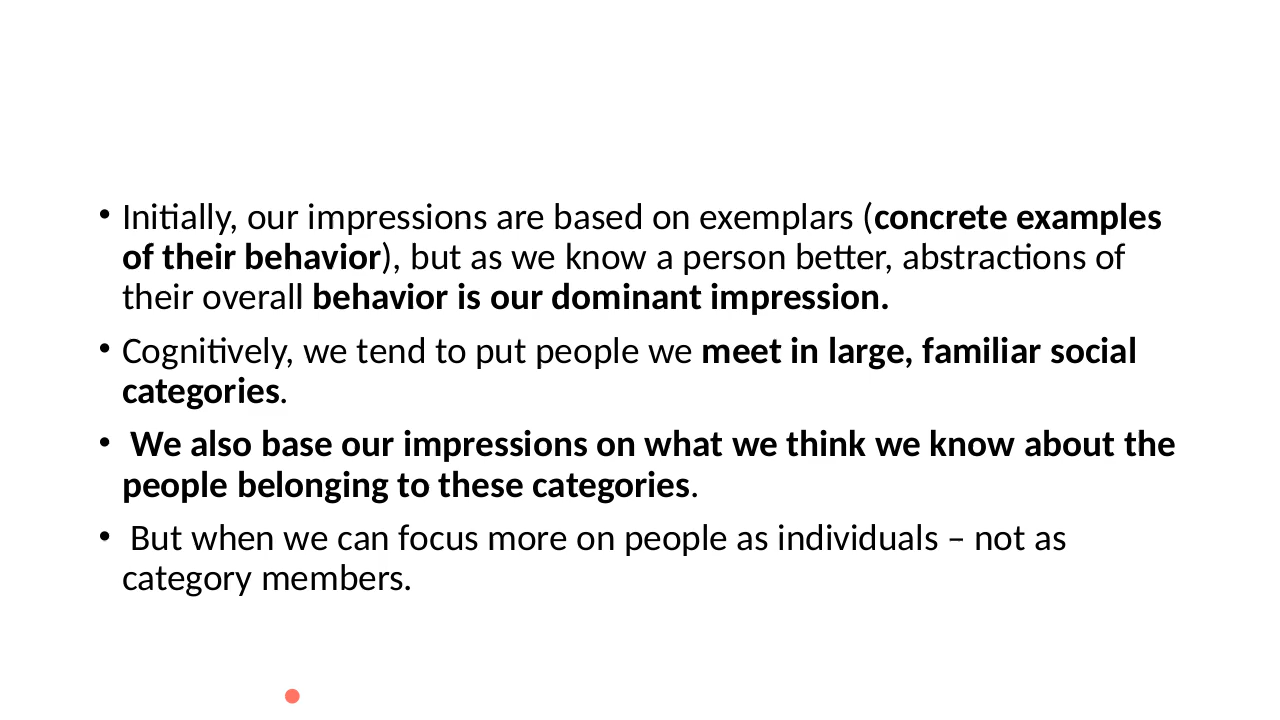 • Initially, our impressions are based on exemplars (concrete examples
of their behavior), but as we know a person better, abstractions of
their overall behavior is our dominant impression.
• Cognitively, we tend to put people we meet in large, familiar social
categories.
• We also base our impressions on what we think we know about the
people belonging to these categories.
• But when we can focus more on people as individuals – not as
category members.